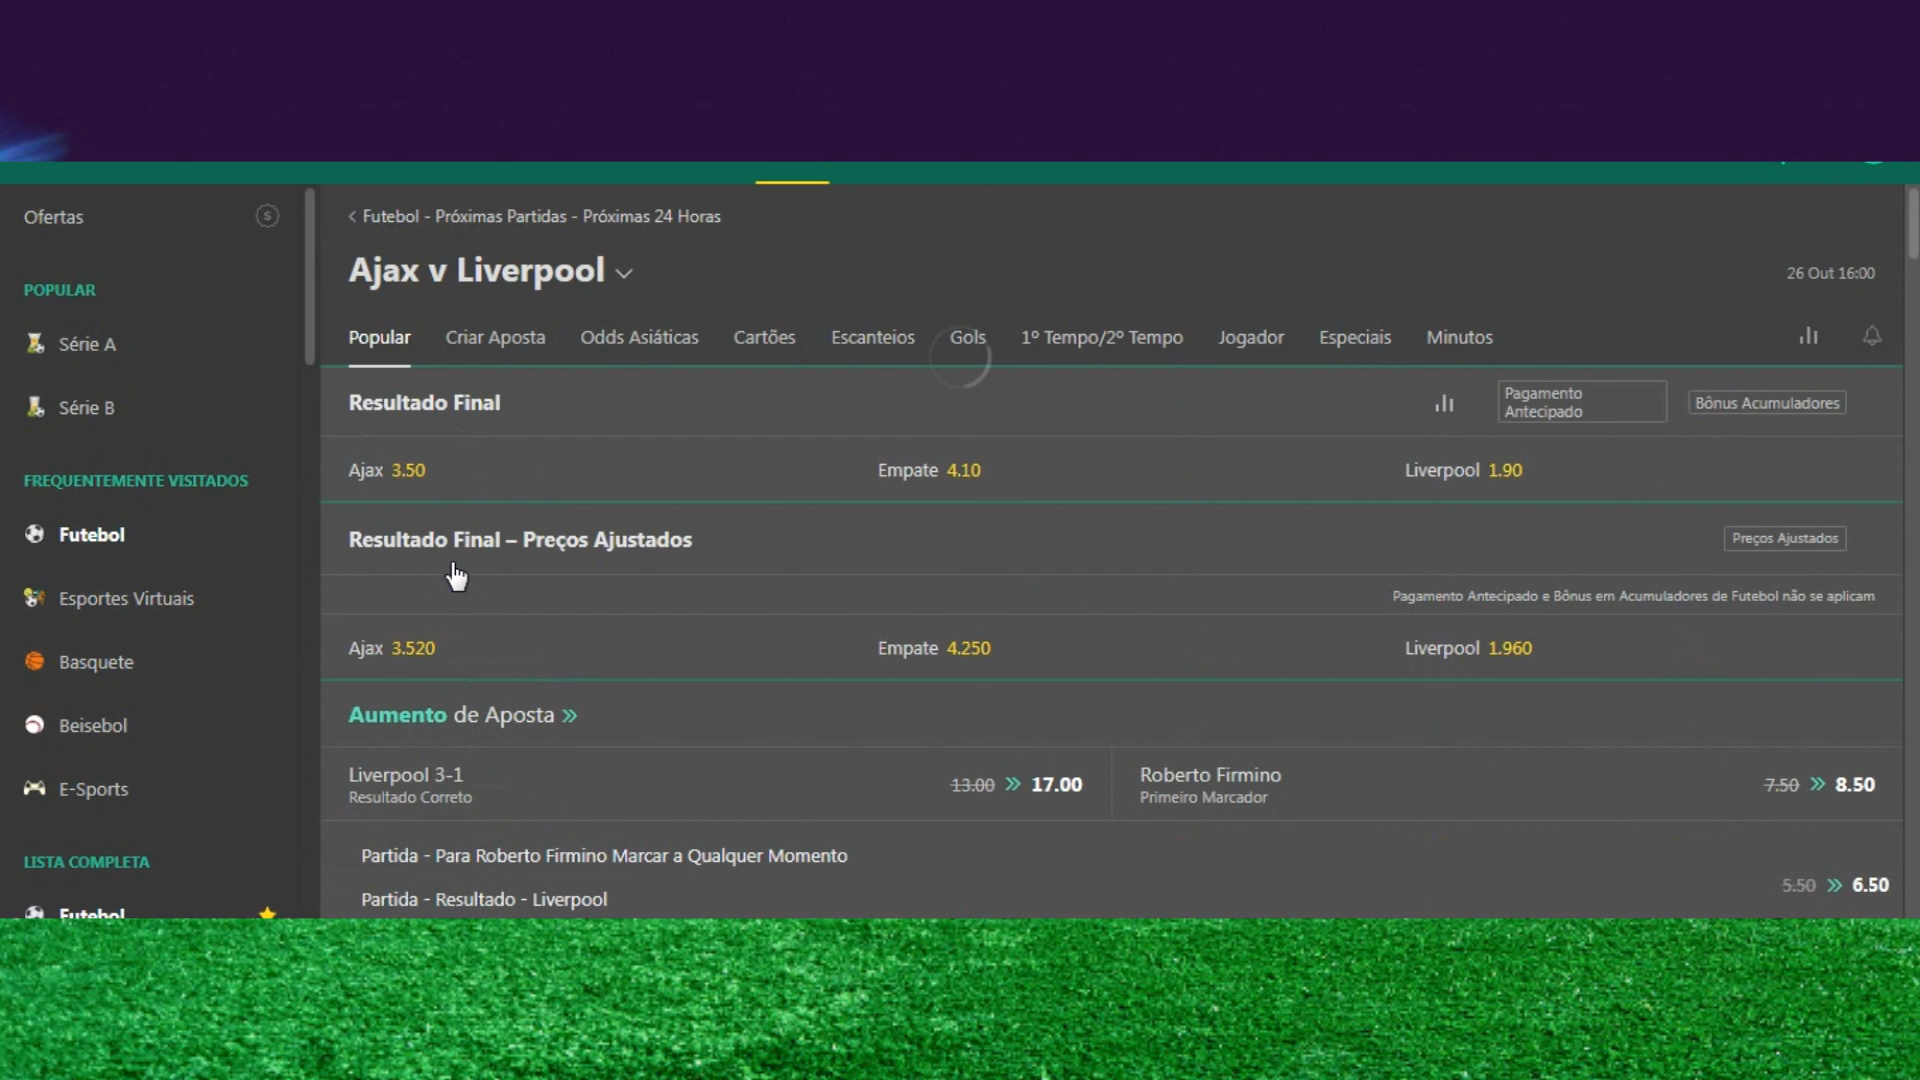 Ofertas
POPULAR
Série A
Série B
FREQUENTEMENTE VISITADOS
Futebol
Esportes Virtuais
Basquete
Beisebol
E-Sports
LISTA COMPLETA
Futebol
Futebol - Próximas Partidas - Próximas 24 Horas
Ajax v Liverpool
26 Out 16:00
Popular Criar Aposta Odds Asiáticas Cartões Escanteios Gols 1º Tempo/2º Tempo Jogador Especiais Minutos
Resultado Final
Pagamento
Antecipado
Bônus Acumuladores
Ajax 3.50 Empate 4.10 Liverpool 1.90
Resultado Final – Preços Ajustados
Preços Ajustados
Pagamento Antecipado e Bônus em Acumuladores de Futebol não se aplicam
Ajax 3.520 Empate 4.250 Liverpool 1.960
Aumento de Aposta »
Liverpool 3-1
Resultado Correto
13.00 » 17.00
Roberto Firmino
Primeiro Marcador
7.50 » 8.50
Partida - Para Roberto Firmino Marcar a Qualquer Momento
Partida - Resultado - Liverpool
5.50 » 6.50